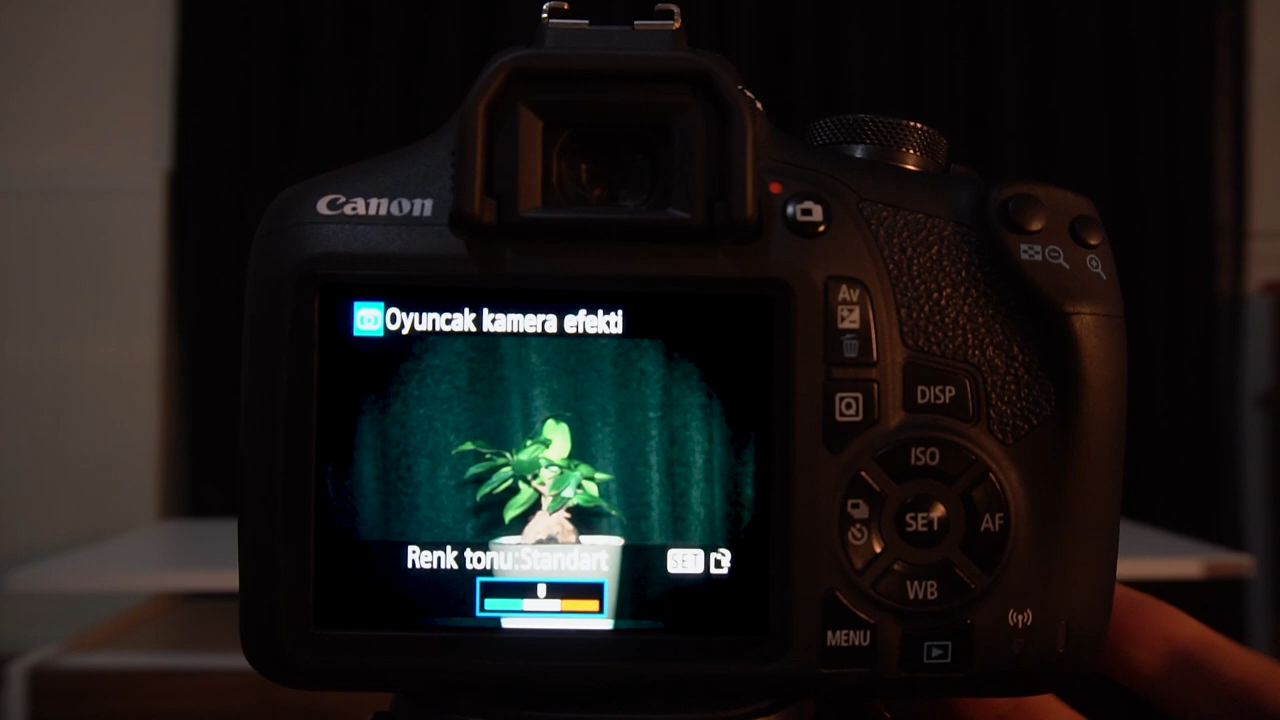 Canon
Oyuncak kamera efekti
Renk tonu:Standart
SET
Av
Q
DISP
ISO
SET
AF
WB
MENU